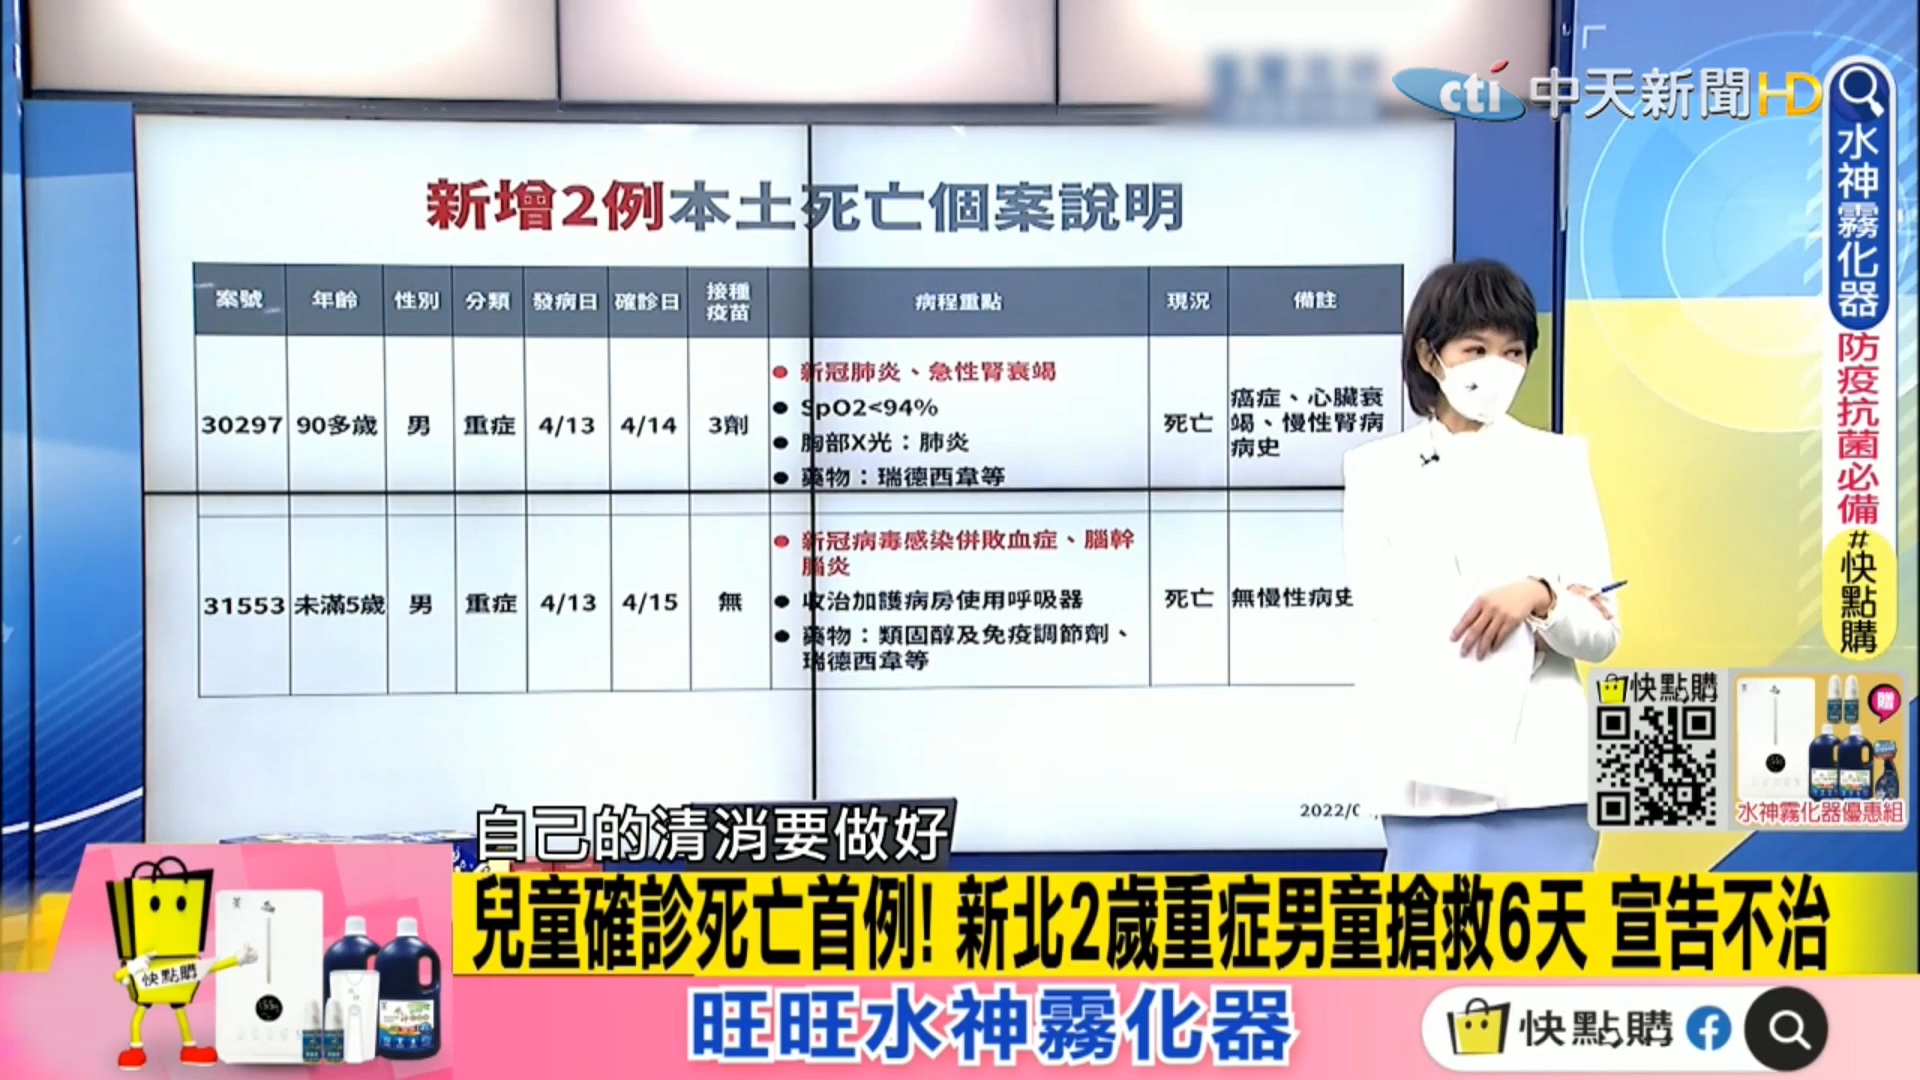 cti 中天新聞HD
新增2例本土死亡個案說明
案號 年齡 性別 分類 發病日 確診日 接種疫苗 病程重點 現況 備註
30297 90多歲 男 重症 4/13 4/14 3劑
新冠肺炎、急性腎衰竭
SpO2<94%
胸部X光：肺炎
藥物：瑞德西韋等
死亡
癌症、心臟衰
竭、慢性腎病
病史
31553 未滿5歲 男 重症 4/13 4/15 無
新冠病毒感染併敗血症、腦幹
腦炎
收治加護病房使用呼吸器
藥物：類固醇及免疫調節劑、
瑞德西韋等
死亡
無慢性病史
2022/0
水神霧化器
防疫抗菌必備
#快點購
快點購
贈
水神霧化器優惠組
自己的清消要做好
兒童確診死亡首例! 新北2歲重症男童搶救6天 宣告不治
快點購
旺旺水神霧化器
快點購